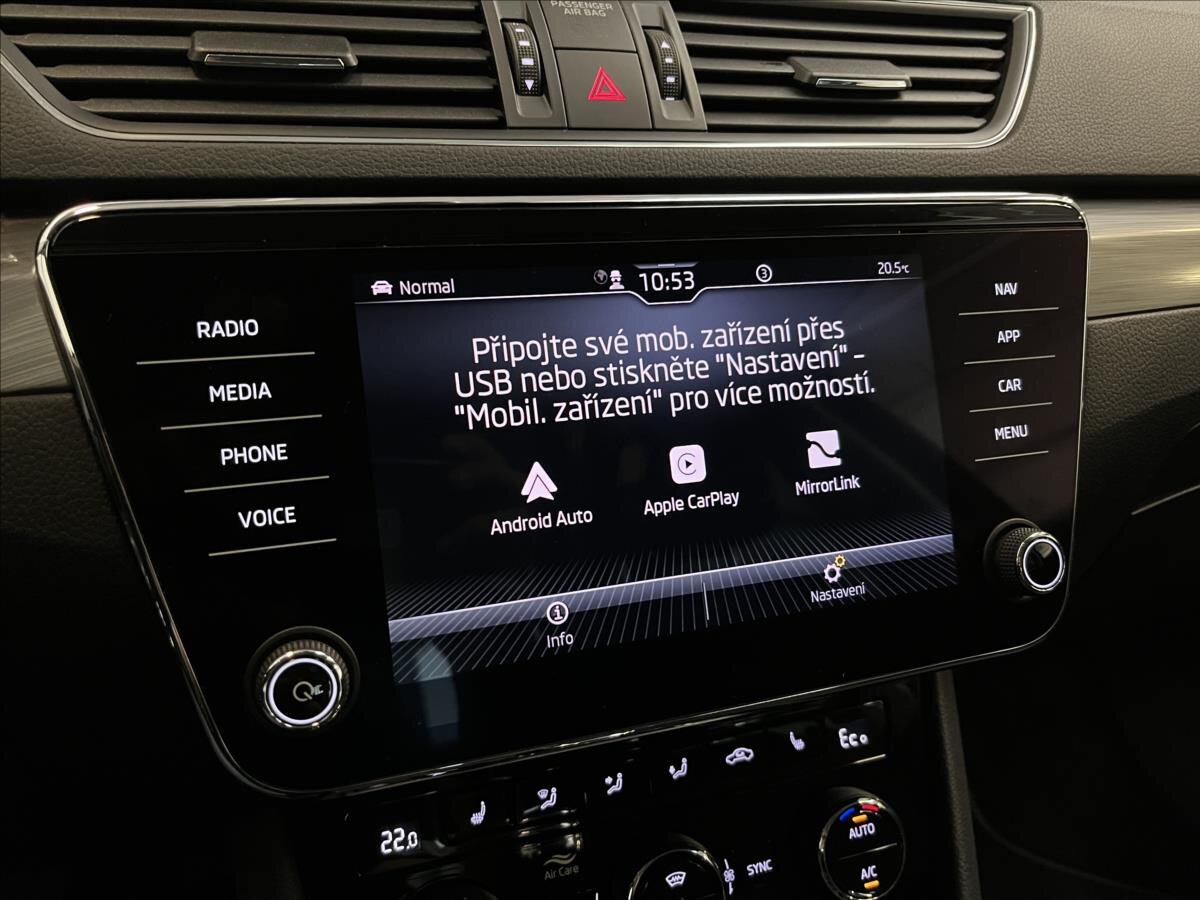 PASSENGER
AIR BAG
Normal
10:53
3
20.5°C
RADIO
MEDIA
PHONE
VOICE
Připojte své mob. zařízení přes
USB nebo stiskněte "Nastavení" –
"Mobil. zařízení" pro více možností.
Android Auto
Apple CarPlay
MirrorLink
Info
Nastavení
NAV
APP
CAR
MENU
22.0
Eco
Air Care
SYNC
AUTO
A/C